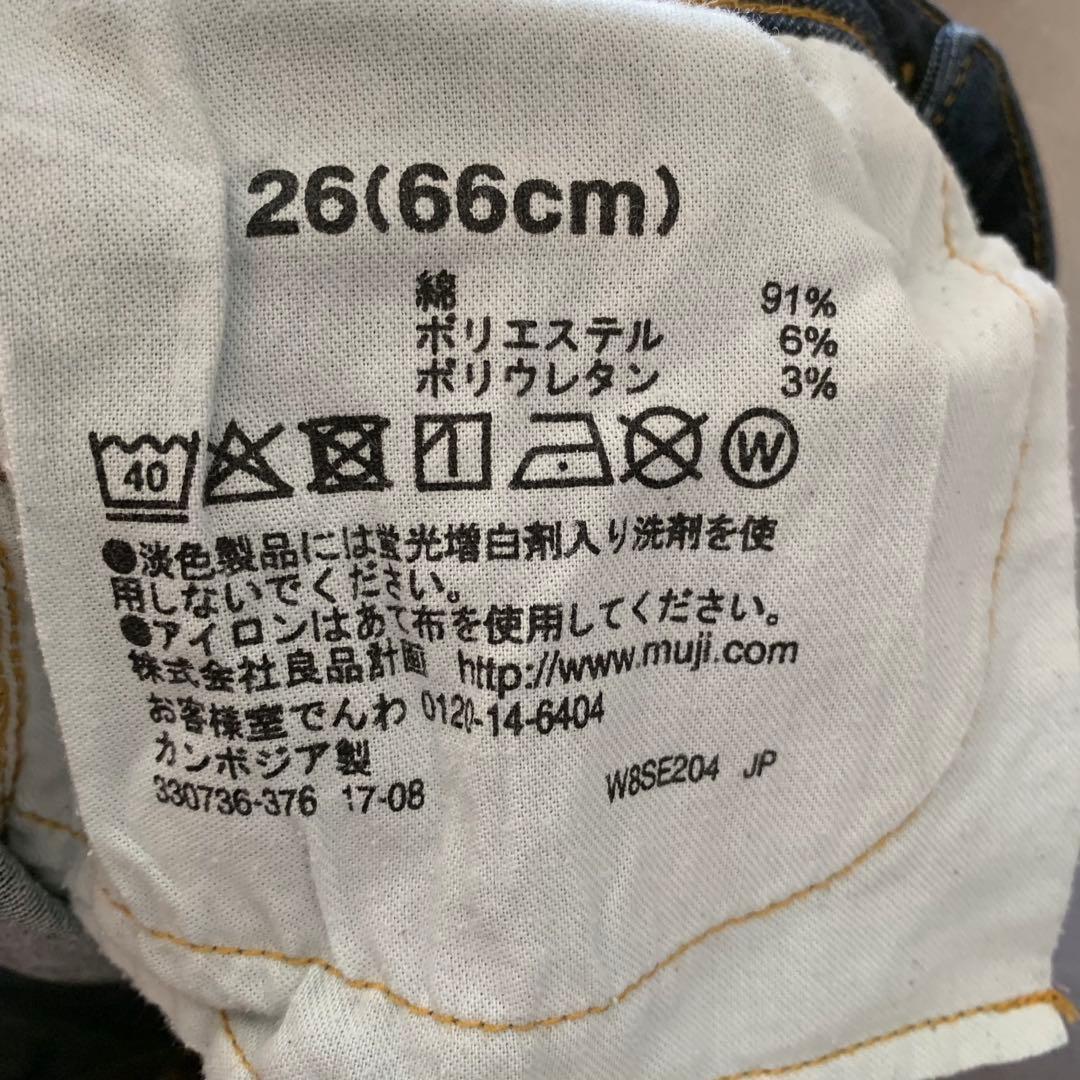 26(66cm)
綿 91%
ポリエステル 6%
ポリウレタン 3%
40 W
●淡色製品には蛍光増白剤入り洗剤を使
用しないでください。
●アイロンはあて布を使用してください。
株式会社良品計画 http://www.muji.com
お客様室でんわ 0120-14-6404
カンボジア製
330736-376 17-08 W8SE204 JP